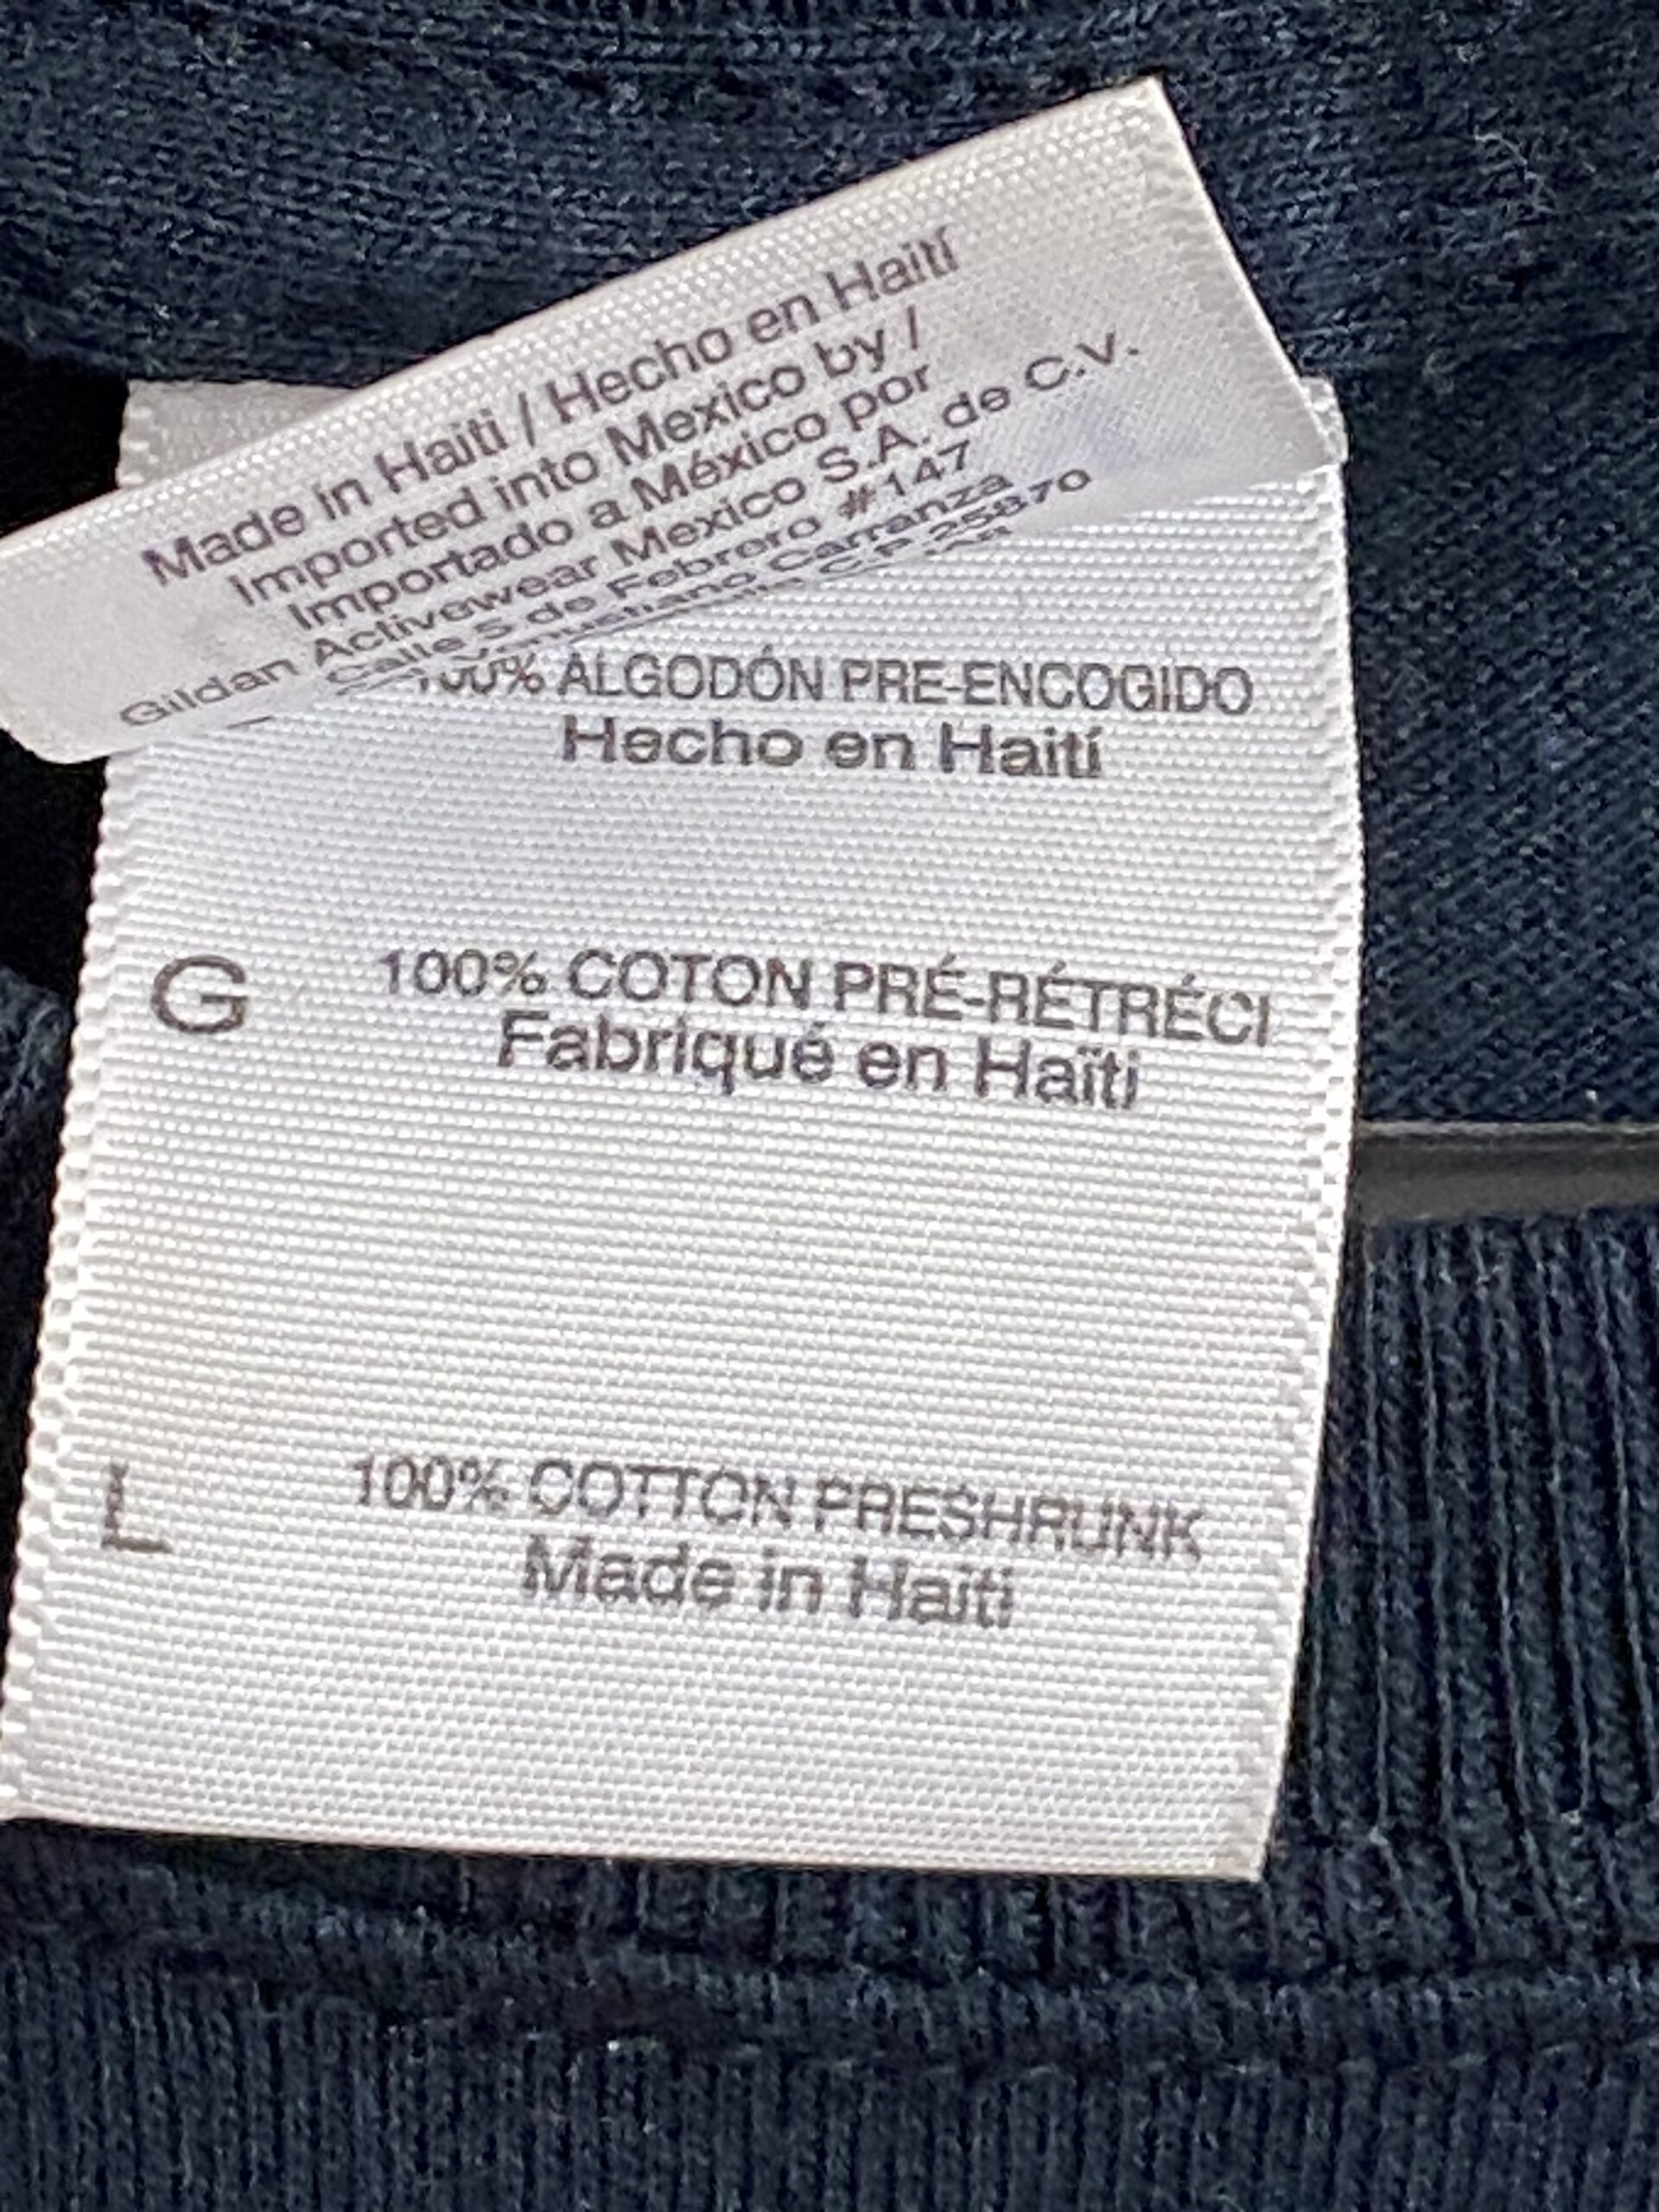 Made in Haiti / Hecho en Haití
Imported into Mexico by /
Importado a México por
Gildan Activewear Mexico S.A. de C.V.
Calle 5 de Febrero #147
Carranza
CP 25870
100% ALGODÓN PRE-ENCOGIDO
Hecho en Haití
G 100% COTON PRÉ-RÉTRÉCI
Fabriqué en Haïti
L 100% COTTON PRESHRUNK
Made in Haiti